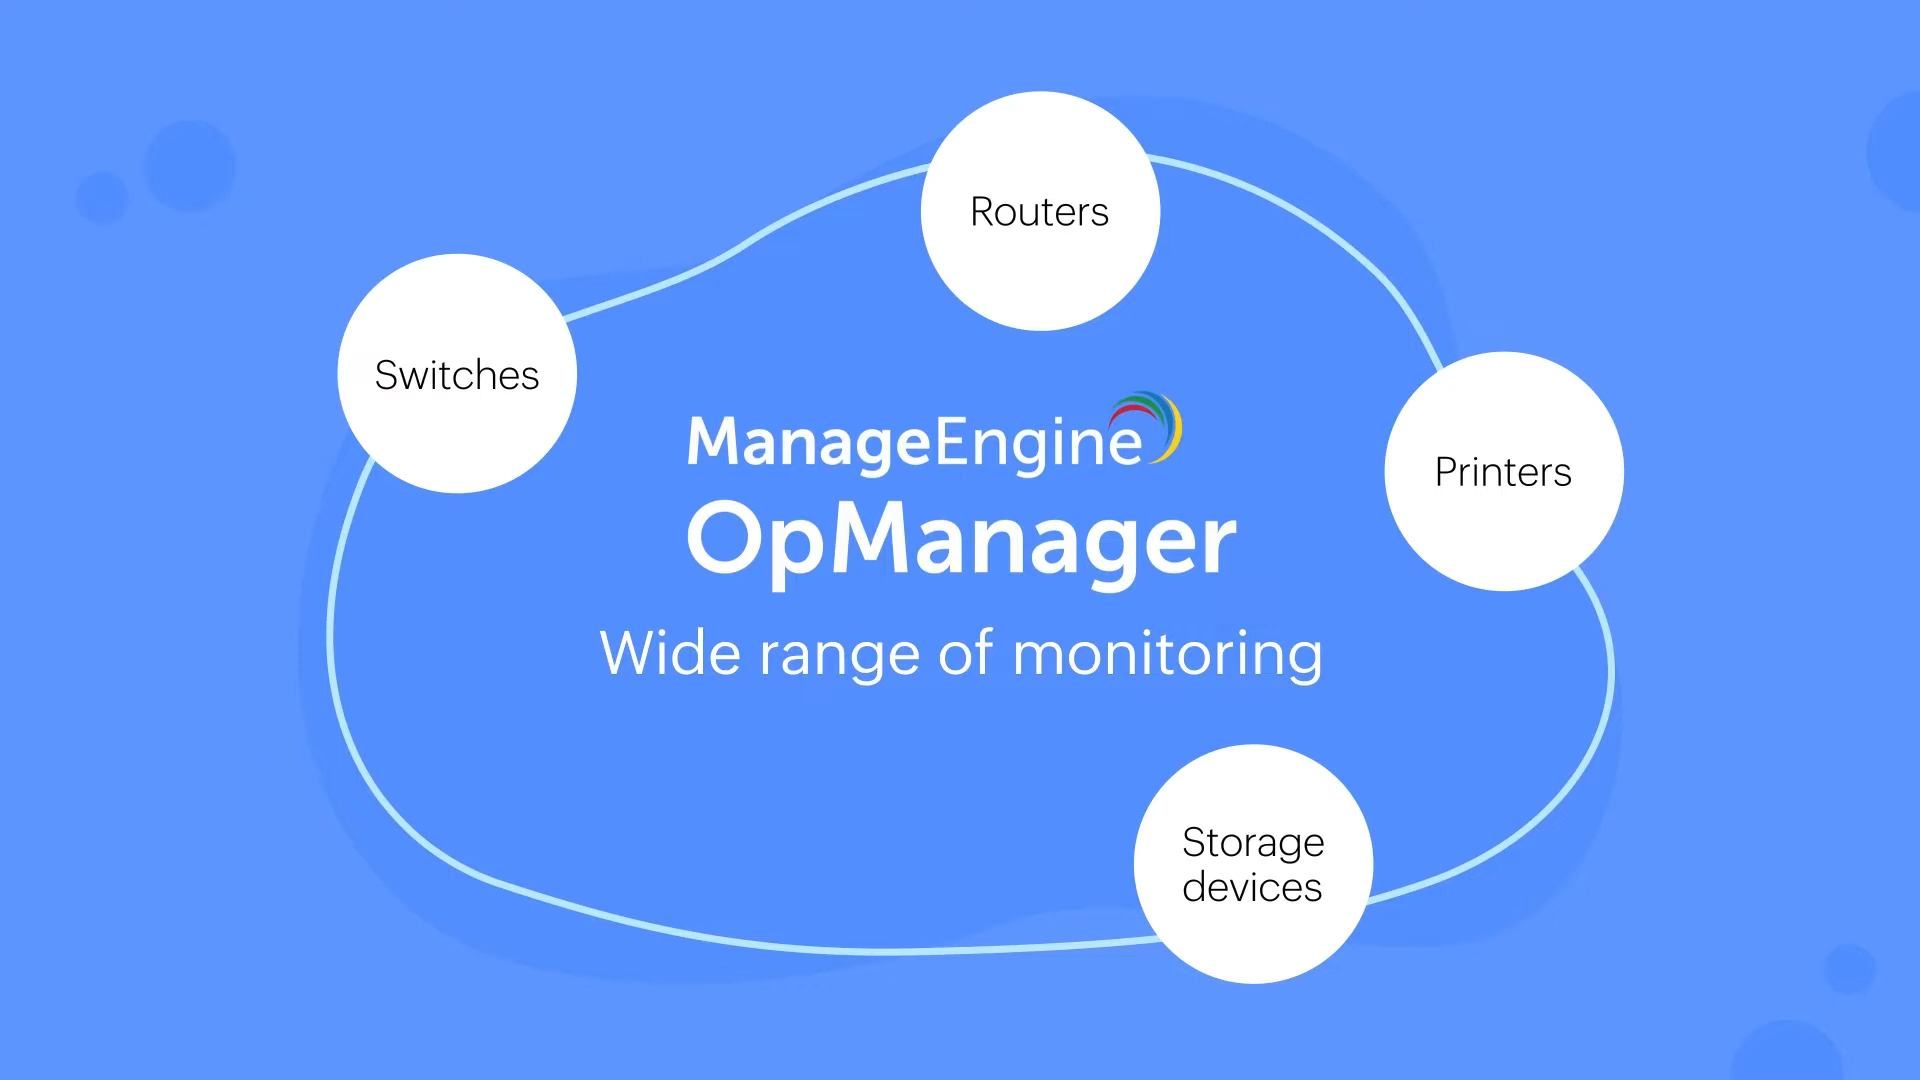 Routers
Switches
ManageEngine
Printers
OpManager
Wide range of monitoring
Storage
devices